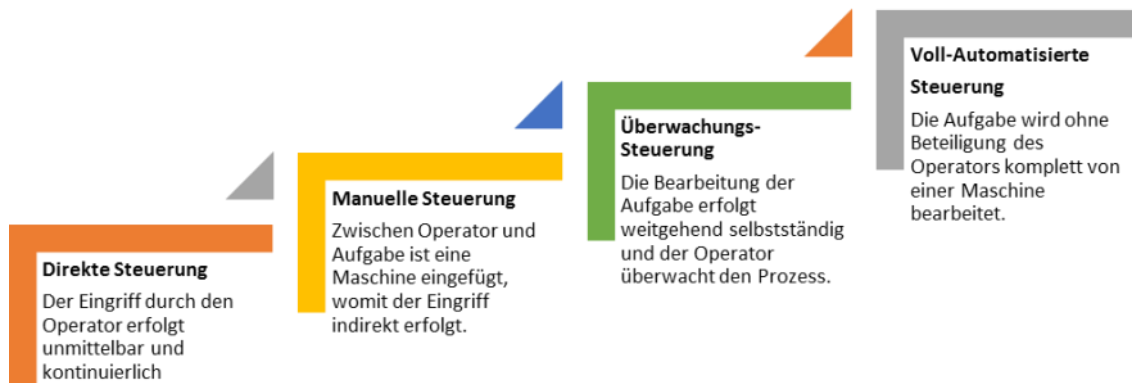 Direkte Steuerung
Der Eingriff durch den
Operator erfolgt
unmittelbar und
kontinuierlich
Manuelle Steuerung
Zwischen Operator und
Aufgabe ist eine
Maschine eingefügt,
womit der Eingriff
indirekt erfolgt.
Überwachungs-
Steuerung
Die Bearbeitung der
Aufgabe erfolgt
weitgehend selbstständig
und der Operator
überwacht den Prozess.
Voll-Automatisierte
Steuerung
Die Aufgabe wird ohne
Beteiligung des
Operators komplett von
einer Maschine
bearbeitet.